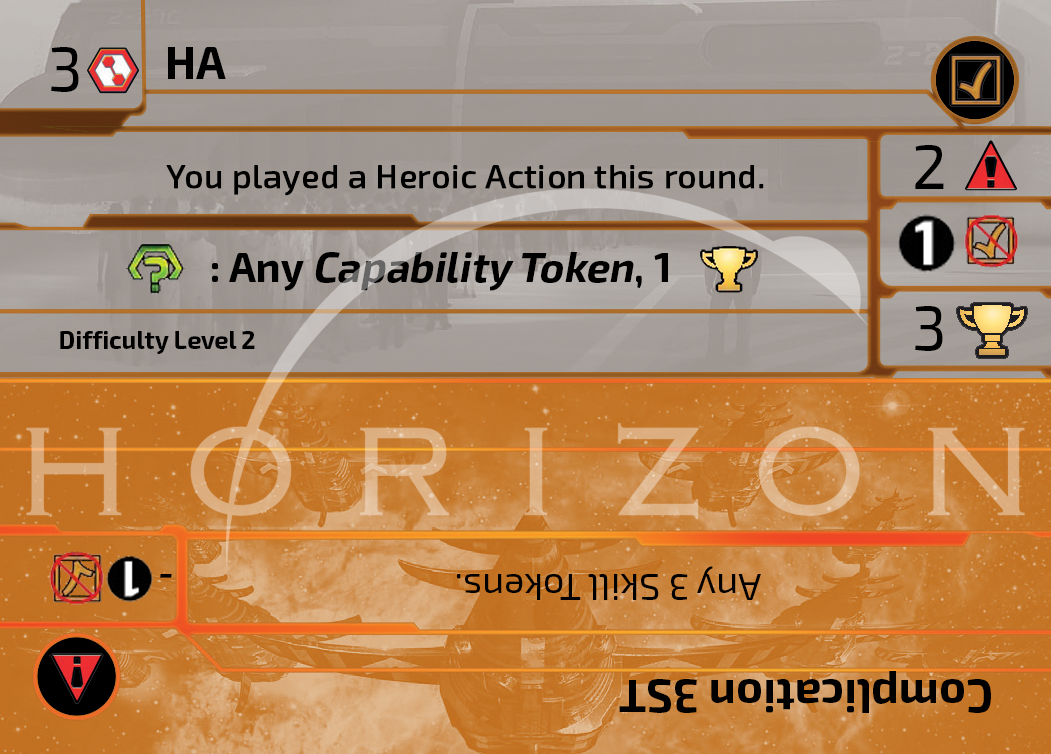 3 HA
You played a Heroic Action this round.
2
: Any Capability Token, 1
1
3
Difficulty Level 2
HORIZON
- 1
Any 3 Skill Tokens.
Complication 3ST